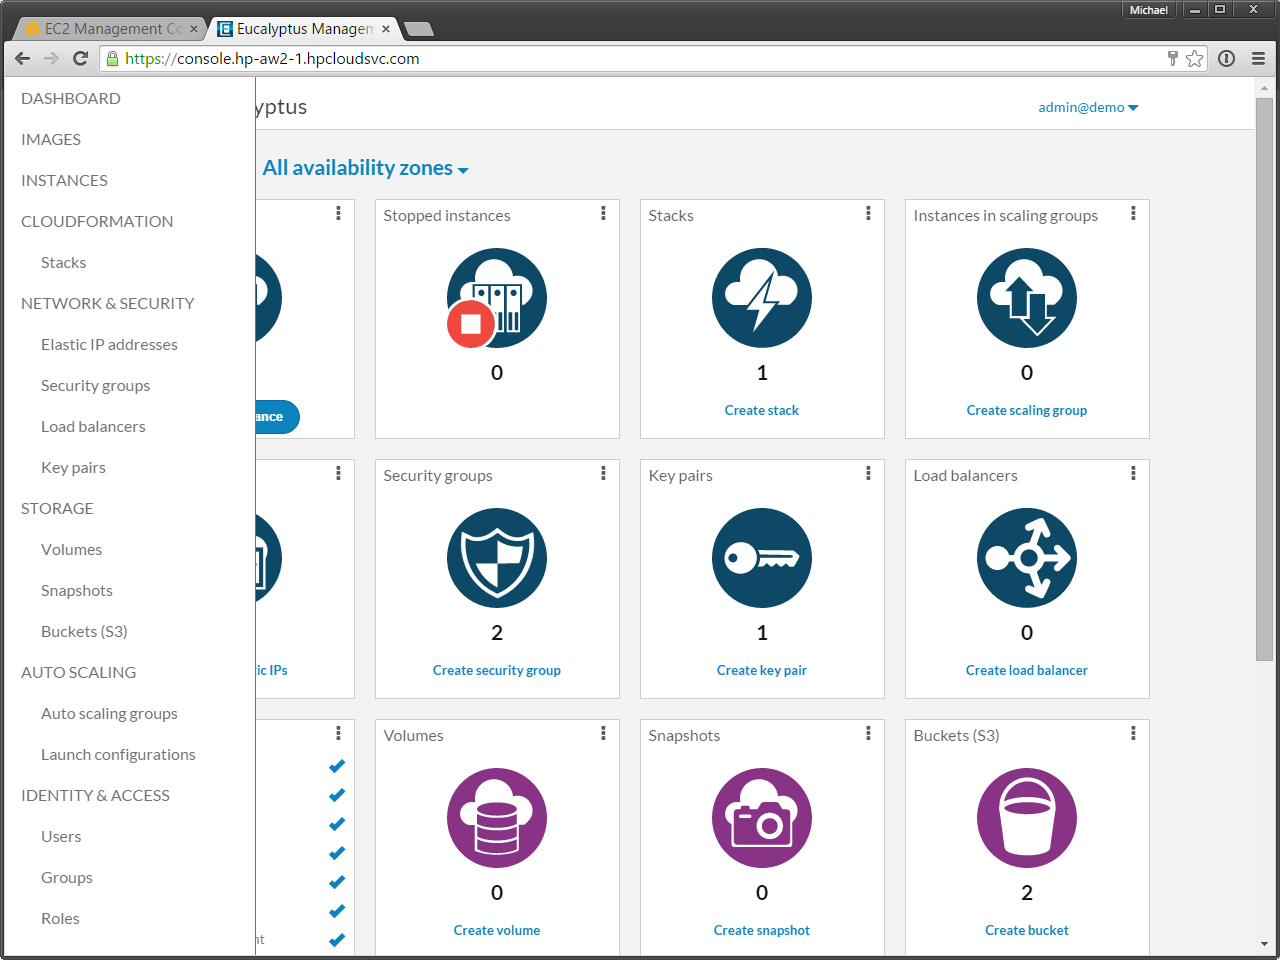 Michael
EC2 Management Co
Eucalyptus Managem
https://console.hp-aw2-1.hpcloudsvc.com
DASHBOARD
IMAGES
INSTANCES
CLOUDFORMATION
Stacks
NETWORK & SECURITY
Elastic IP addresses
Security groups
Load balancers
Key pairs
STORAGE
Volumes
Snapshots
Buckets (S3)
AUTO SCALING
Auto scaling groups
Launch configurations
IDENTITY & ACCESS
Users
Groups
Roles
lyptus
admin@demo
All availability zones
ance
Stopped instances
0
Stacks
1
Create stack
Instances in scaling groups
0
Create scaling group
tic IPs
Security groups
2
Create security group
Key pairs
1
Create key pair
Load balancers
0
Create load balancer
nt
Volumes
0
Create volume
Snapshots
0
Create snapshot
Buckets (S3)
2
Create bucket